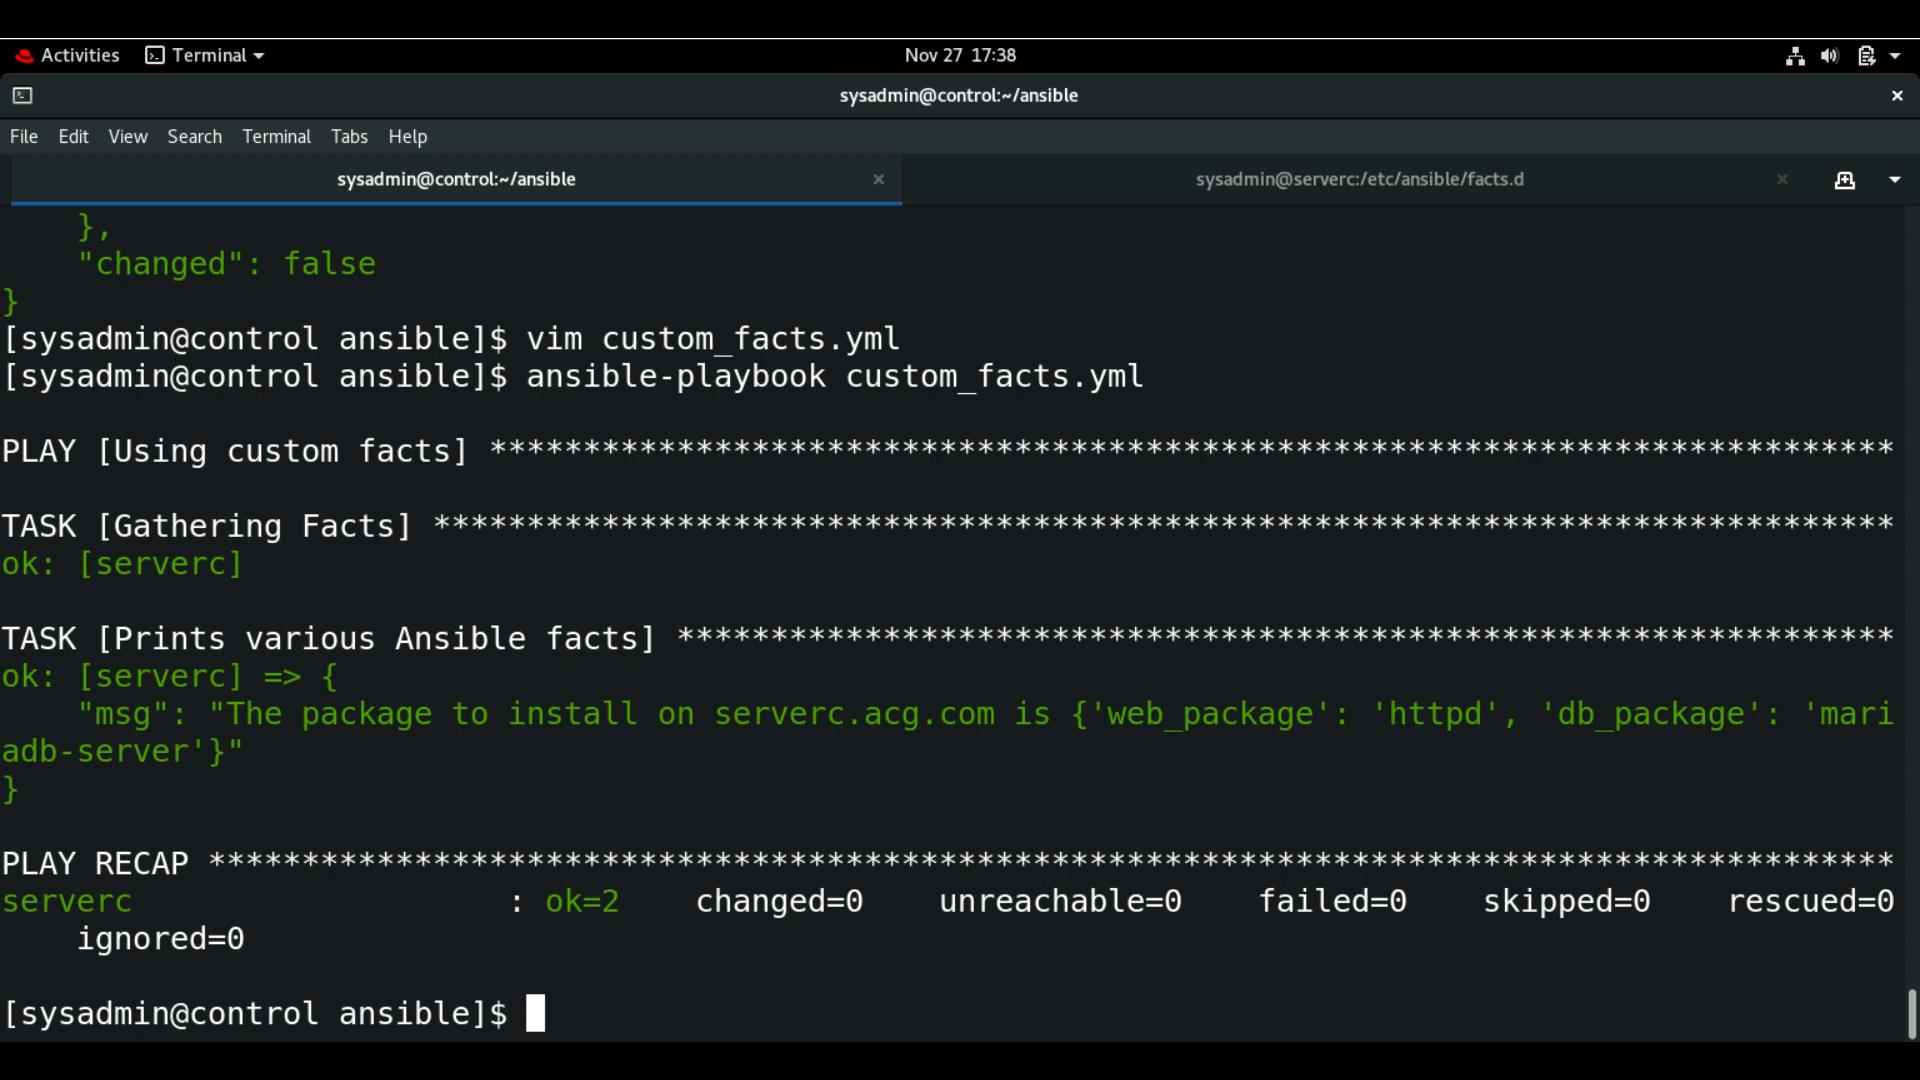 Activities Terminal Nov 27 17:38
sysadmin@control:~/ansible
File Edit View Search Terminal Tabs Help
sysadmin@control:~/ansible sysadmin@serverc:/etc/ansible/facts.d
    },
    "changed": false
}
[sysadmin@control ansible]$ vim custom_facts.yml
[sysadmin@control ansible]$ ansible-playbook custom_facts.yml
PLAY [Using custom facts] ***************************************************************************
TASK [Gathering Facts] ******************************************************************************
ok: [serverc]
TASK [Prints various Ansible facts] *****************************************************************
ok: [serverc] => {
    "msg": "The package to install on serverc.acg.com is {'web_package': 'httpd', 'db_package': 'mari
adb-server'}"
}
PLAY RECAP ******************************************************************************************
serverc                    : ok=2    changed=0    unreachable=0    failed=0    skipped=0    rescued=0
    ignored=0
[sysadmin@control ansible]$